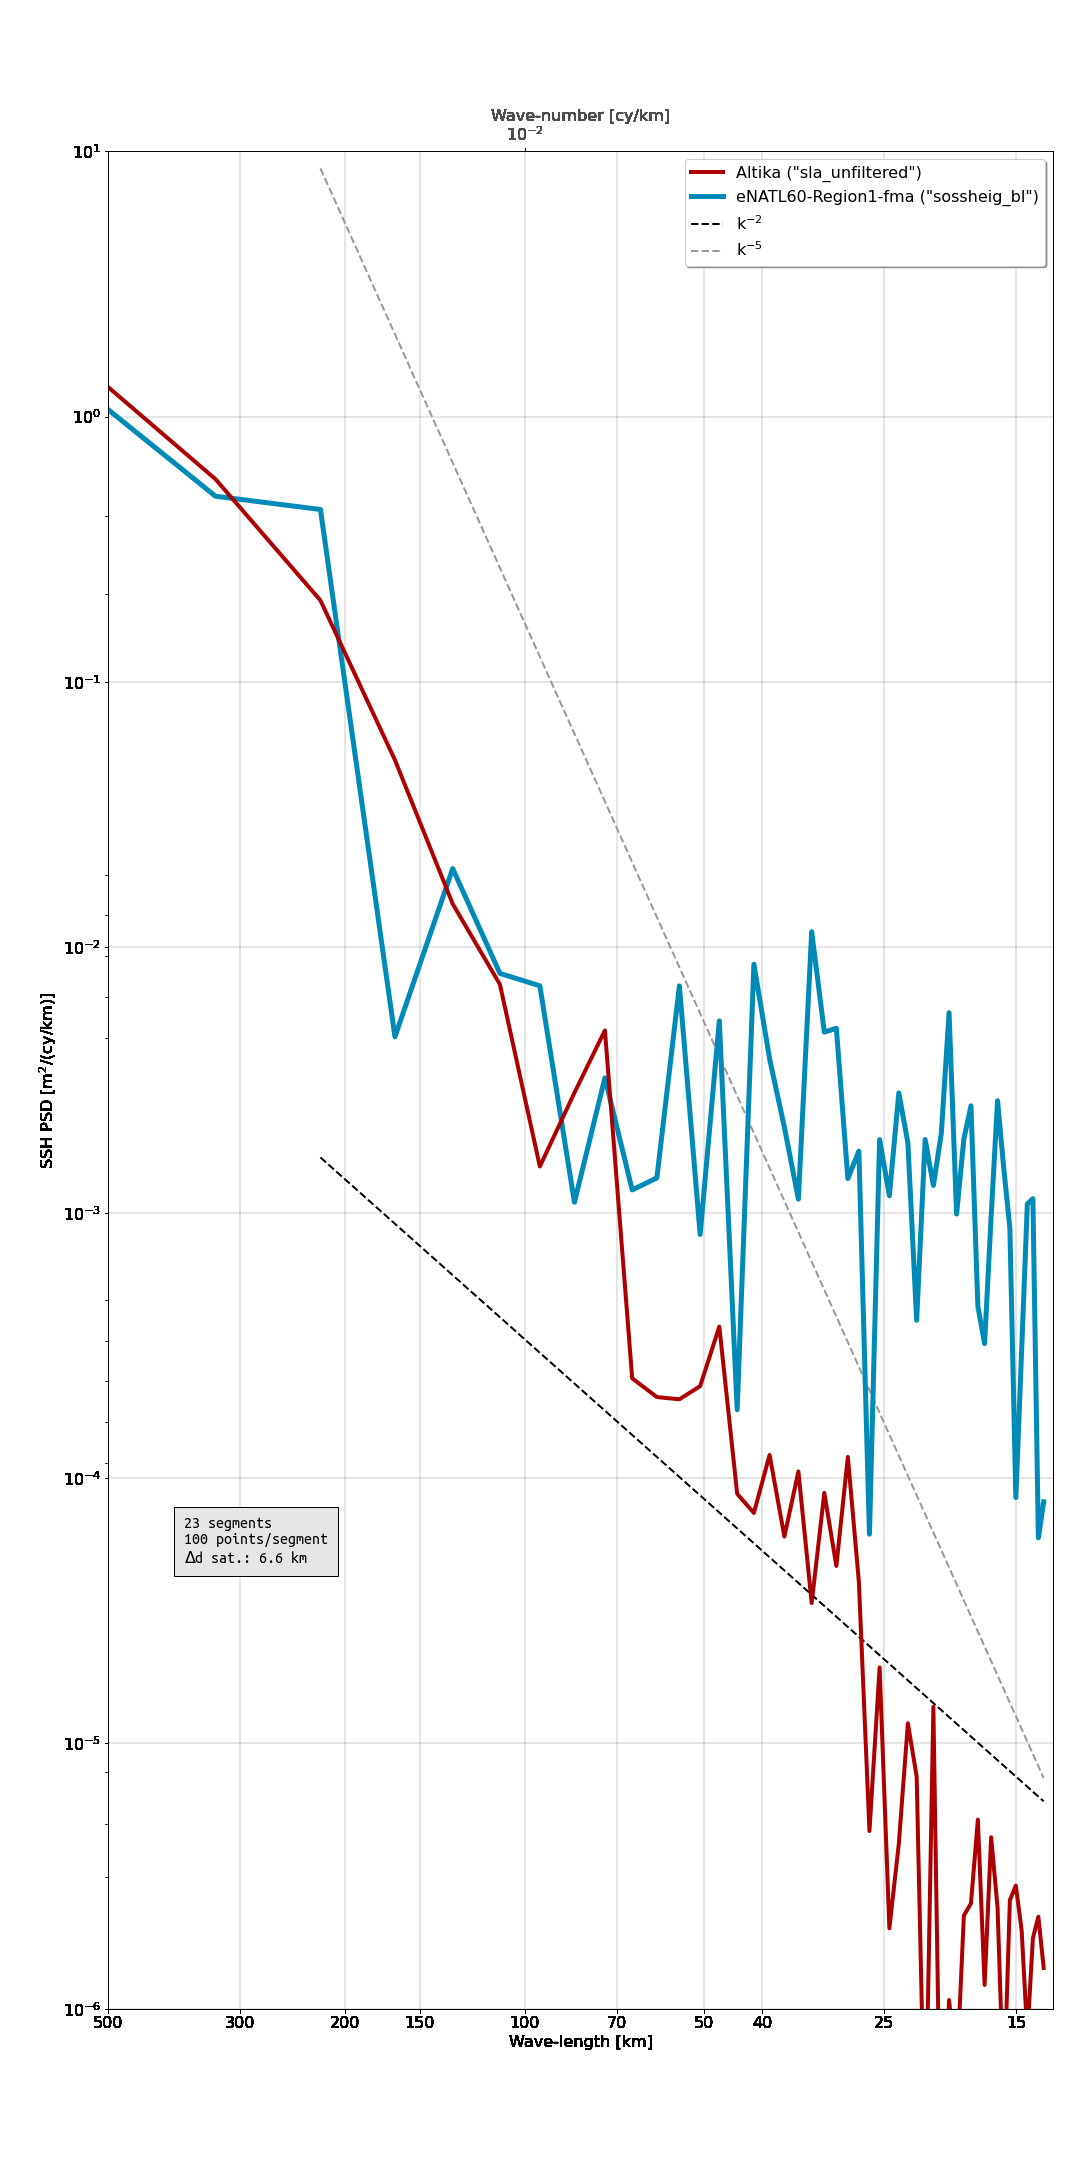 Wave-number [cy/km]
10⁻²
Altika ("sla_unfiltered")
eNATL60-Region1-fma ("sossheig_bl")
k⁻²
k⁻⁵
10¹
10⁰
10⁻¹
10⁻²
10⁻³
10⁻⁴
10⁻⁵
10⁻⁶
SSH PSD [m²/(cy/km)]
23 segments
100 points/segment
Δd sat.: 6.6 km
500 300 200 150 100 70 50 40 25 15
Wave-length [km]